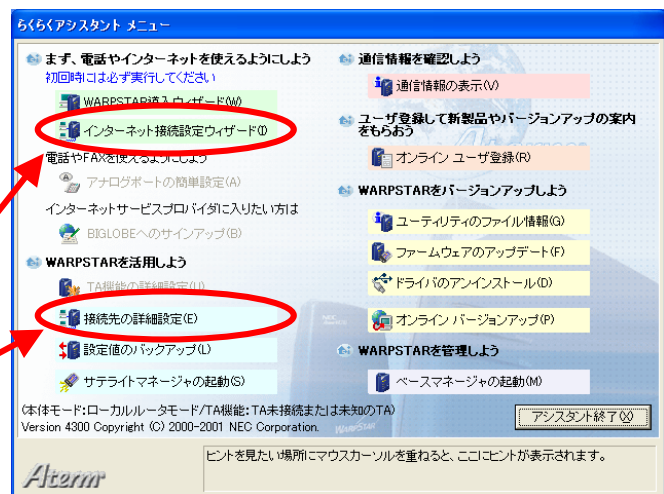 らくらくアシスタント メニュー
まず、電話やインターネットを使えるようにしよう
初回時には必ず実行してください
WARPSTAR導入ウィザード(W)
インターネット接続設定ウィザード(I)
電話やFAXを使えるようにしよう
アナログポートの簡単設定(A)
インターネットサービスプロバイダに入りたい方は
BIGLOBEへのサインアップ(B)
WARPSTARを活用しよう
TA機能の詳細設定(U)
接続先の詳細設定(E)
設定値のバックアップ(L)
サテライトマネージャの起動(S)
通信情報を確認しよう
通信情報の表示(V)
ユーザ登録して新製品やバージョンアップの案内
をもらおう
オンライン ユーザ登録(R)
WARPSTARをバージョンアップしよう
ユーティリティのファイル情報(G)
ファームウェアのアップデート(F)
ドライバのアンインストール(D)
オンライン バージョンアップ(P)
WARPSTARを管理しよう
ベースマネージャの起動(M)
(本体モード:ローカルルータモード/TA機能:TA未接続または未知のTA)
Version 4300 Copyright (C) 2000-2001 NEC Corporation.
WARPSTAR
アシスタント終了(X)
Aterm
ヒントを見たい場所にマウスカーソルを重ねると、ここにヒントが表示されます。